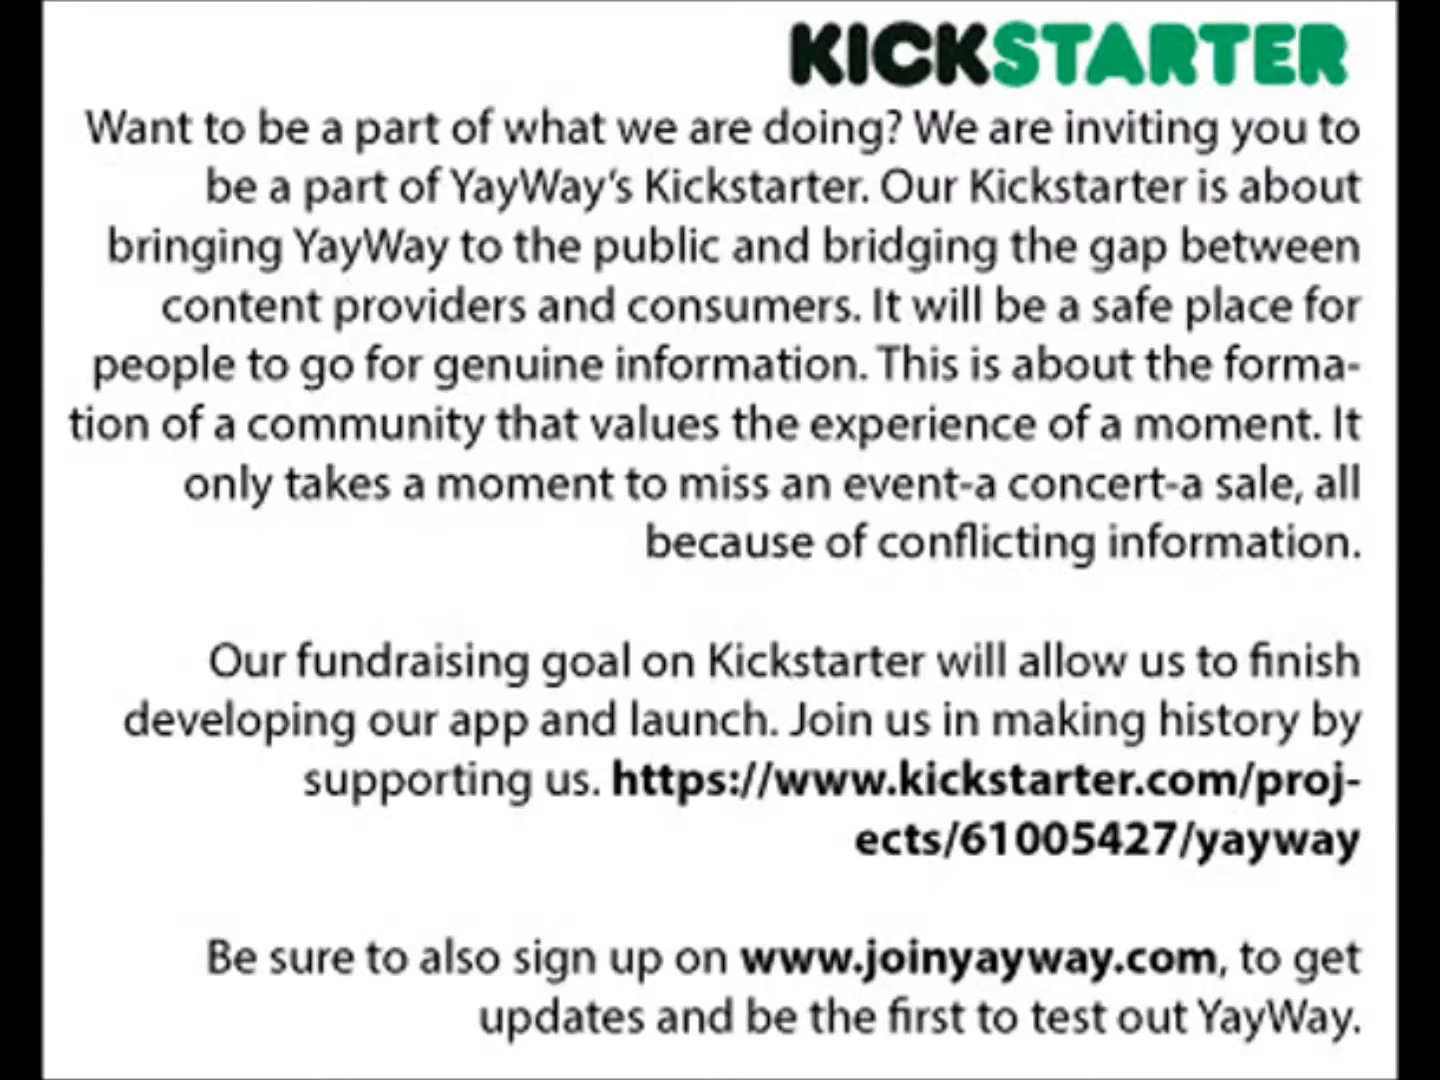 KICKSTARTER
Want to be a part of what we are doing? We are inviting you to
be a part of YayWay’s Kickstarter. Our Kickstarter is about
bringing YayWay to the public and bridging the gap between
content providers and consumers. It will be a safe place for
people to go for genuine information. This is about the forma-
tion of a community that values the experience of a moment. It
only takes a moment to miss an event-a concert-a sale, all
because of conflicting information.
Our fundraising goal on Kickstarter will allow us to finish
developing our app and launch. Join us in making history by
supporting us. https://www.kickstarter.com/proj-
ects/61005427/yayway
Be sure to also sign up on www.joinyayway.com, to get
updates and be the first to test out YayWay.